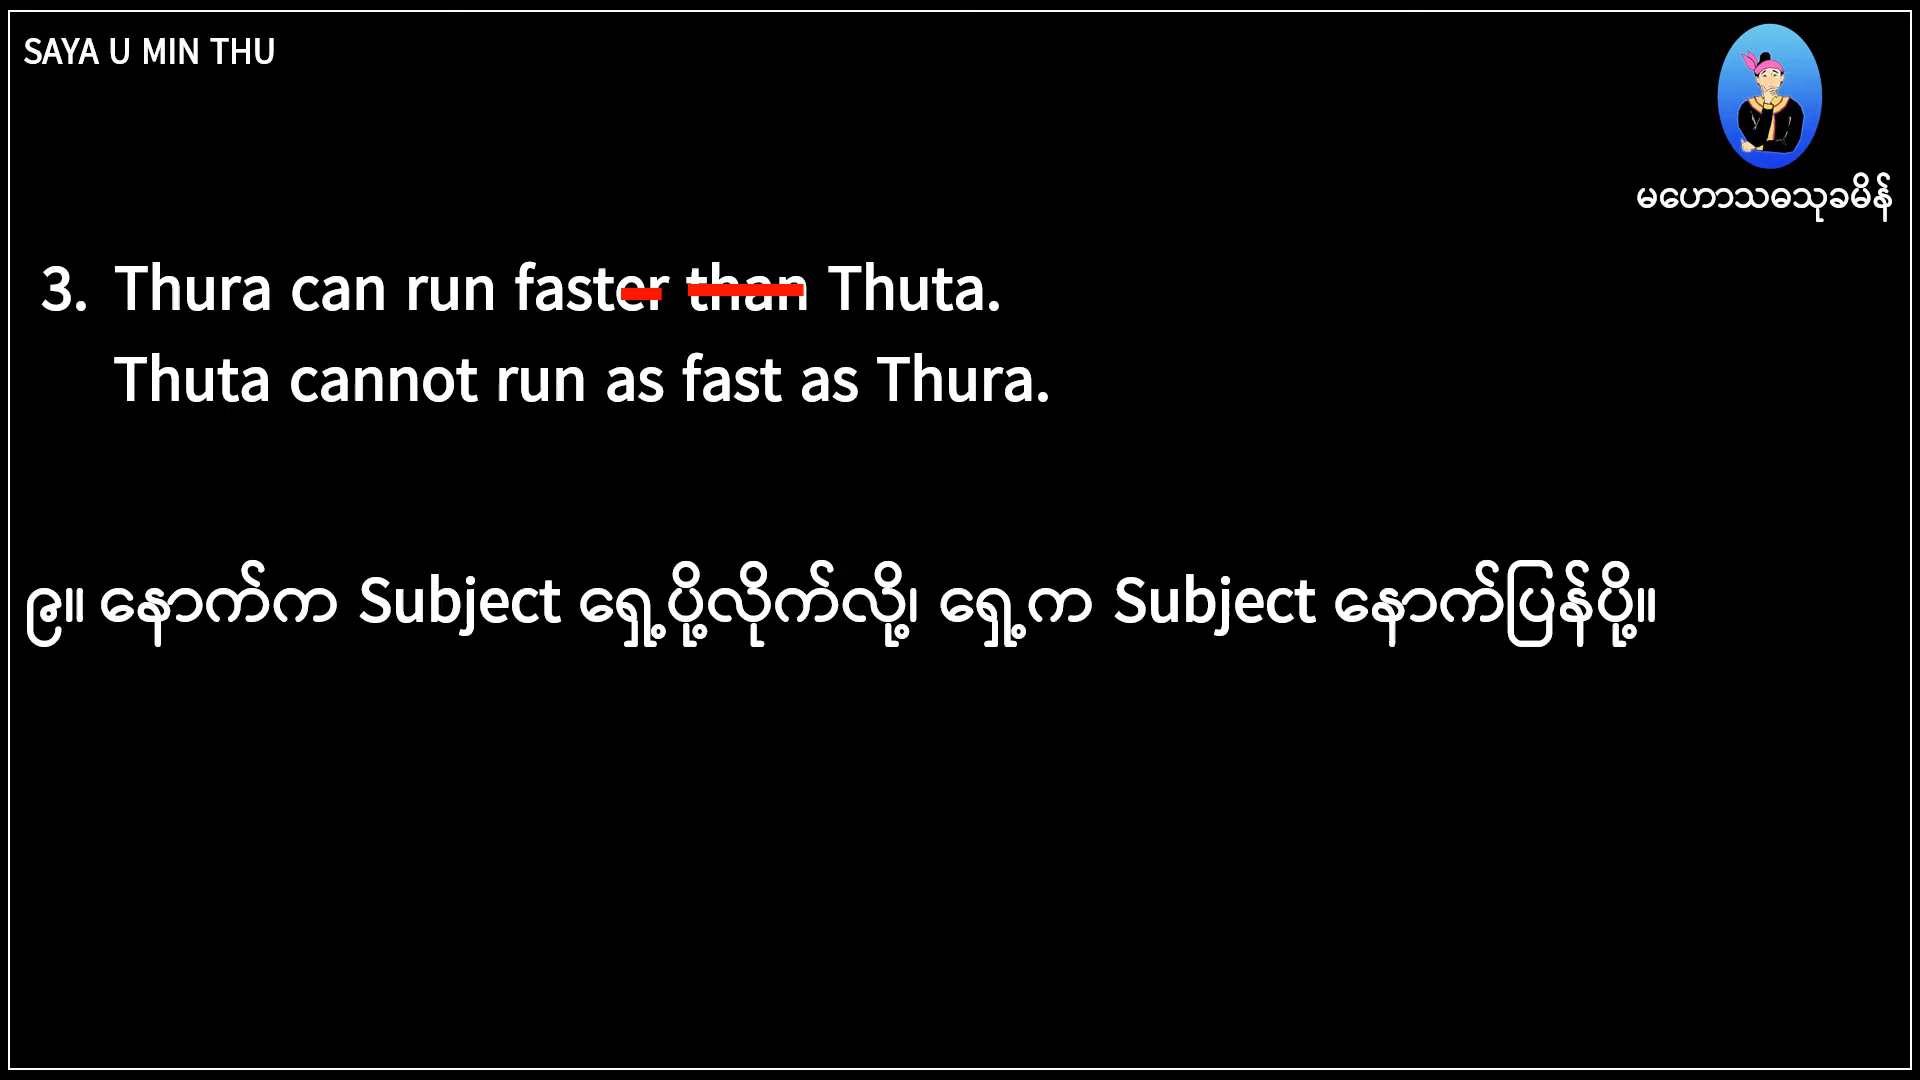 SAYA U MIN THU
မဟောသဓသုခမိန်
3. Thura can run faster than Thuta.
Thuta cannot run as fast as Thura.
၉။ နောက်က Subject ရှေ့ပို့လိုက်လို့၊ ရှေ့က Subject နောက်ပြန်ပို့။